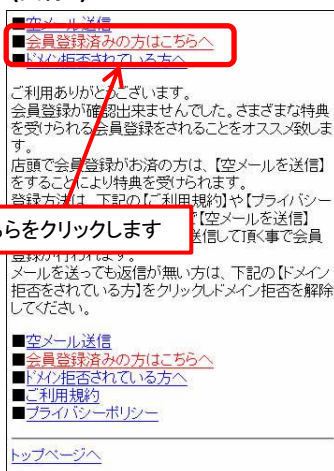 ■空メール送信
■会員登録済みの方はこちらへ
■ドメイン拒否されている方へ
ご利用ありがとうございます。
会員登録が確認出来ませんでした。さまざまな特典
を受けられる会員登録をされることをオススメ致しま
す。
店頭で会員登録がお済の方は、【空メールを送信】
をすることにより特典を受けられます。
登録方法は、下記の【ご利用規約】や【プライバシー
【空メールを送信】
らをクリックします
送信して頂く事で会員
登録が行われます。
メールを送っても返信が無い方は、下記の【ドメイン
拒否をされている方】をクリックしドメイン拒否を解除
してください。
■空メール送信
■会員登録済みの方はこちらへ
■ドメイン拒否されている方へ
■ご利用規約
■プライバシーポリシー
トップページへ